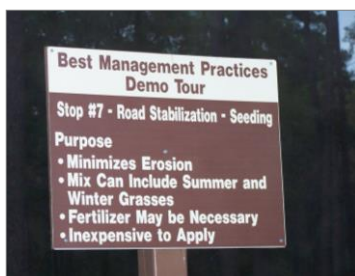 Best Management Practices
Demo Tour
Stop #7 - Road Stabilization - Seeding
Purpose
• Minimizes Erosion
• Mix Can Include Summer and
Winter Grasses
• Fertilizer May be Necessary
• Inexpensive to Apply